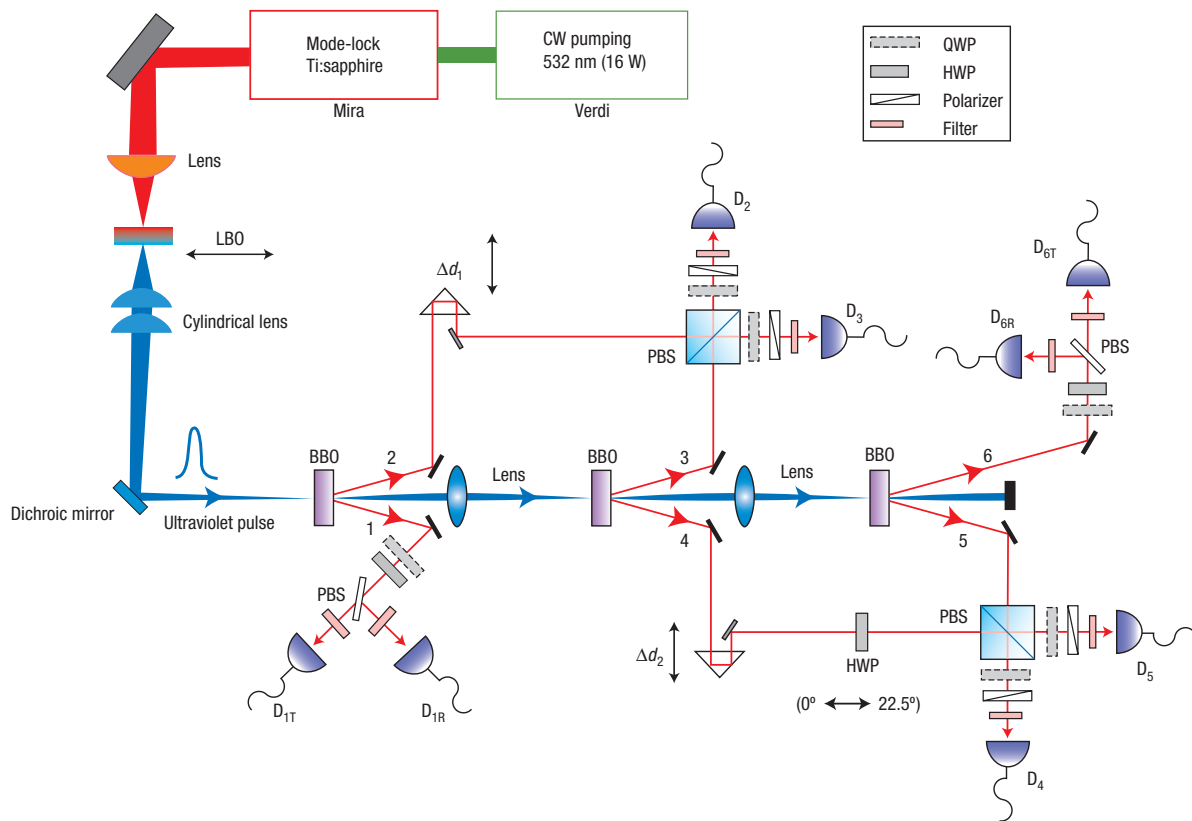 Mode-lock
Ti:sapphire
Mira
CW pumping
532 nm (16 W)
Verdi
QWP
HWP
Polarizer
Filter
Lens
LBO
Cylindrical lens
Dichroic mirror
Ultraviolet pulse
Δd₁
D₂
D₃
PBS
D₆T
D₆R
PBS
BBO
2
1
Lens
BBO
3
4
Lens
BBO
6
5
PBS
D₁T
D₁R
Δd₂
HWP
(0º ↔ 22.5º)
PBS
D₅
D₄